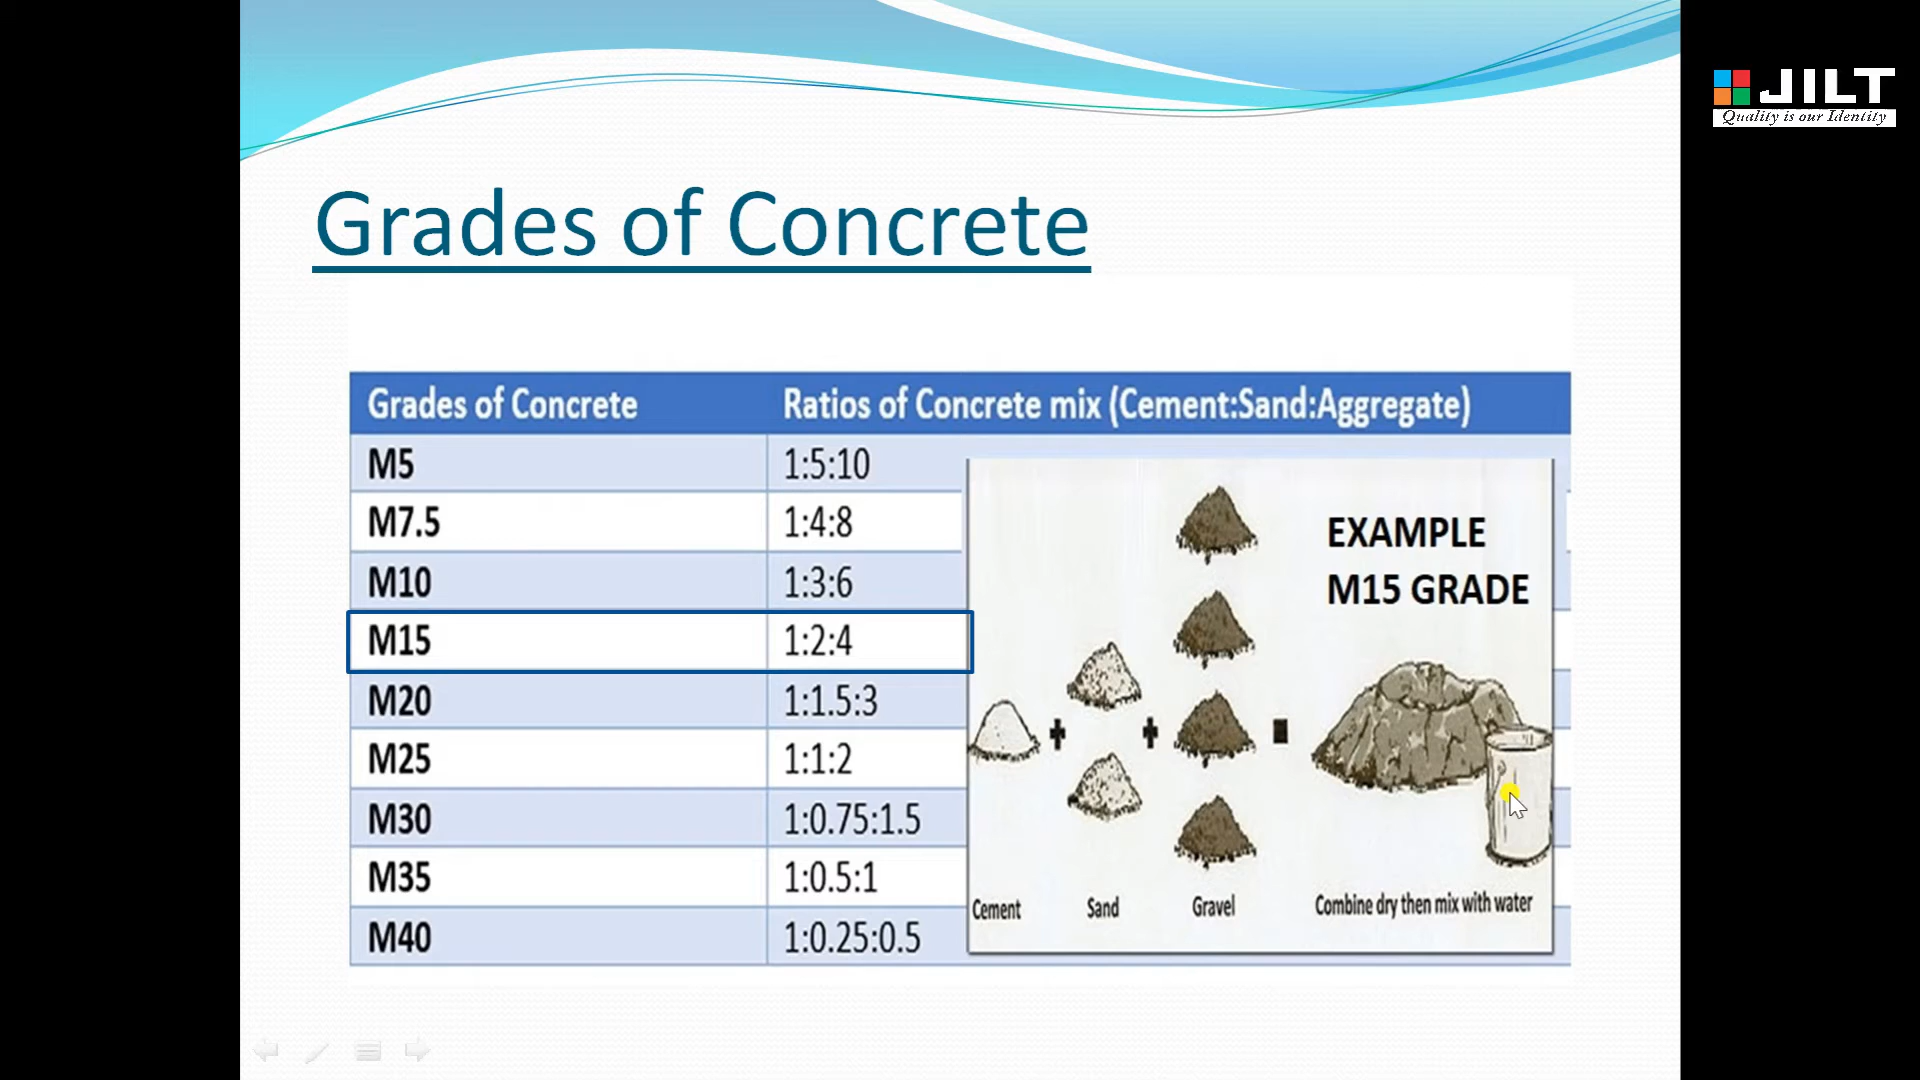 JILT
Quality is our Identity
Grades of Concrete
Grades of Concrete Ratios of Concrete mix (Cement:Sand:Aggregate)
M5 1:5:10
M7.5 1:4:8
M10 1:3:6
M15 1:2:4
M20 1:1.5:3
M25 1:1:2
M30 1:0.75:1.5
M35 1:0.5:1
M40 1:0.25:0.5
EXAMPLE
M15 GRADE
Cement Sand Gravel Combine dry then mix with water